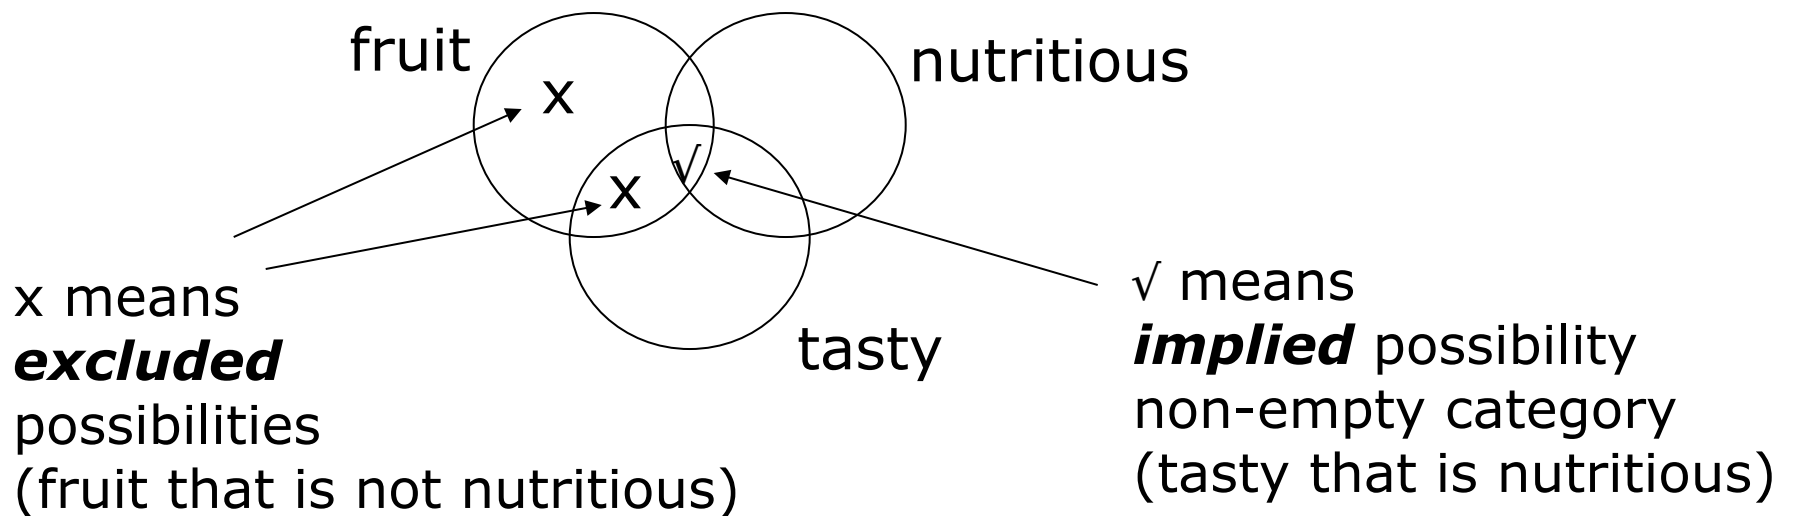 fruit
nutritious
x
x
√
tasty
x means
excluded
possibilities
(fruit that is not nutritious)
√ means
implied possibility
non-empty category
(tasty that is nutritious)